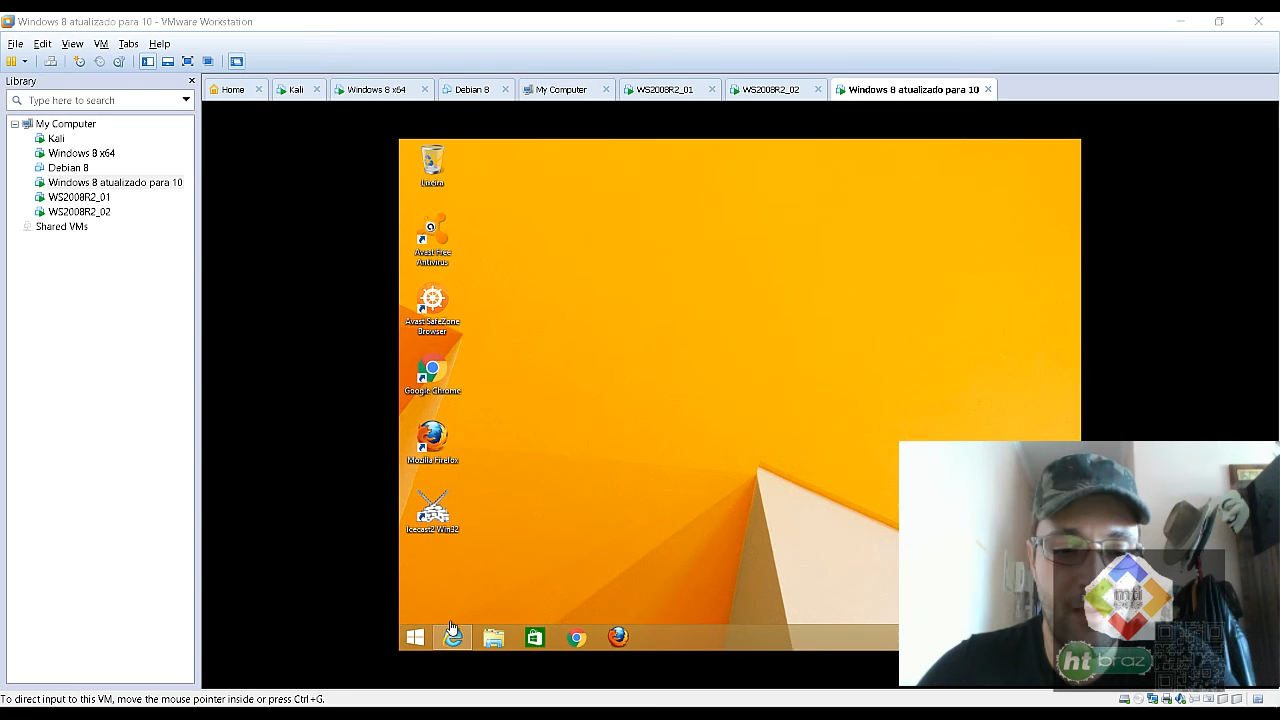 Windows 8 atualizado para 10 - VMware Workstation
File Edit View VM Tabs Help
Library
Type here to search
My Computer
Kali
Windows 8 x64
Debian 8
Windows 8 atualizado para 10
WS2008R2_01
WS2008R2_02
Shared VMs
Home
Kali
Windows 8 x64
Debian 8
My Computer
WS2008R2_01
WS2008R2_02
Windows 8 atualizado para 10
Lixeira
Avast Free
Antivirus
Avast SafeZone
Browser
Google Chrome
Mozilla Firefox
Icecast2 Win32
mti
ht braz
To direct input to this VM, move the mouse pointer inside or press Ctrl+G.